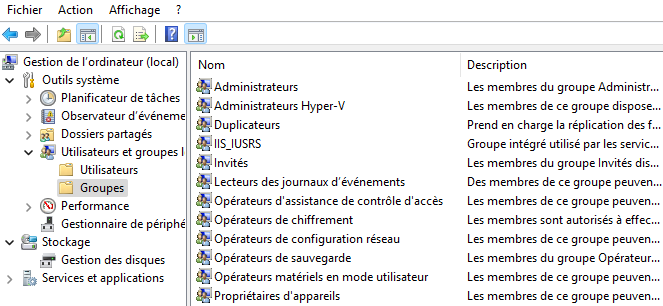 Fichier Action Affichage ?
Gestion de l'ordinateur (local)
Outils système
Planificateur de tâches
Observateur d'événeme
Dossiers partagés
Utilisateurs et groupes l
Utilisateurs
Groupes
Performance
Gestionnaire de périphé
Stockage
Gestion des disques
Services et applications
Nom Description
Administrateurs Les membres du groupe Administr...
Administrateurs Hyper-V Les membres de ce groupe dispose...
Duplicateurs Prend en charge la réplication des f...
IIS_IUSRS Groupe intégré utilisé par les servic...
Invités Les membres du groupe Invités dis...
Lecteurs des journaux d'événements Des membres de ce groupe peuven...
Opérateurs d'assistance de contrôle d'accès Les membres de ce groupe peuven...
Opérateurs de chiffrement Les membres sont autorisés à effec...
Opérateurs de configuration réseau Les membres de ce groupe peuven...
Opérateurs de sauvegarde Les membres du groupe Opérateur...
Opérateurs matériels en mode utilisateur Les membres de ce groupe peuven...
Propriétaires d'appareils Les membres de ce groupe peuven...